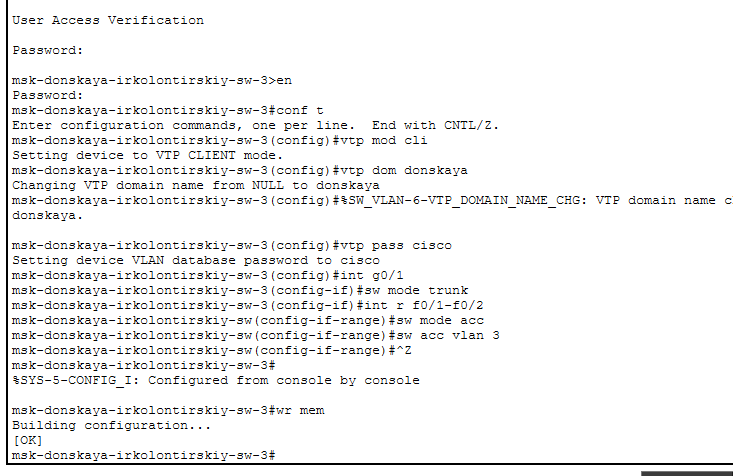 User Access Verification
Password:
msk-donskaya-irkolontirskiy-sw-3>en
Password:
msk-donskaya-irkolontirskiy-sw-3#conf t
Enter configuration commands, one per line.  End with CNTL/Z.
msk-donskaya-irkolontirskiy-sw-3(config)#vtp mod cli
Setting device to VTP CLIENT mode.
msk-donskaya-irkolontirskiy-sw-3(config)#vtp dom donskaya
Changing VTP domain name from NULL to donskaya
msk-donskaya-irkolontirskiy-sw-3(config)#%SW_VLAN-6-VTP_DOMAIN_NAME_CHG: VTP domain name
donskaya.
msk-donskaya-irkolontirskiy-sw-3(config)#vtp pass cisco
Setting device VLAN database password to cisco
msk-donskaya-irkolontirskiy-sw-3(config)#int g0/1
msk-donskaya-irkolontirskiy-sw-3(config-if)#sw mode trunk
msk-donskaya-irkolontirskiy-sw-3(config-if)#int r f0/1-f0/2
msk-donskaya-irkolontirskiy-sw(config-if-range)#sw mode acc
msk-donskaya-irkolontirskiy-sw(config-if-range)#sw acc vlan 3
msk-donskaya-irkolontirskiy-sw(config-if-range)#^Z
msk-donskaya-irkolontirskiy-sw-3#
%SYS-5-CONFIG_I: Configured from console by console
msk-donskaya-irkolontirskiy-sw-3#wr mem
Building configuration...
[OK]
msk-donskaya-irkolontirskiy-sw-3#